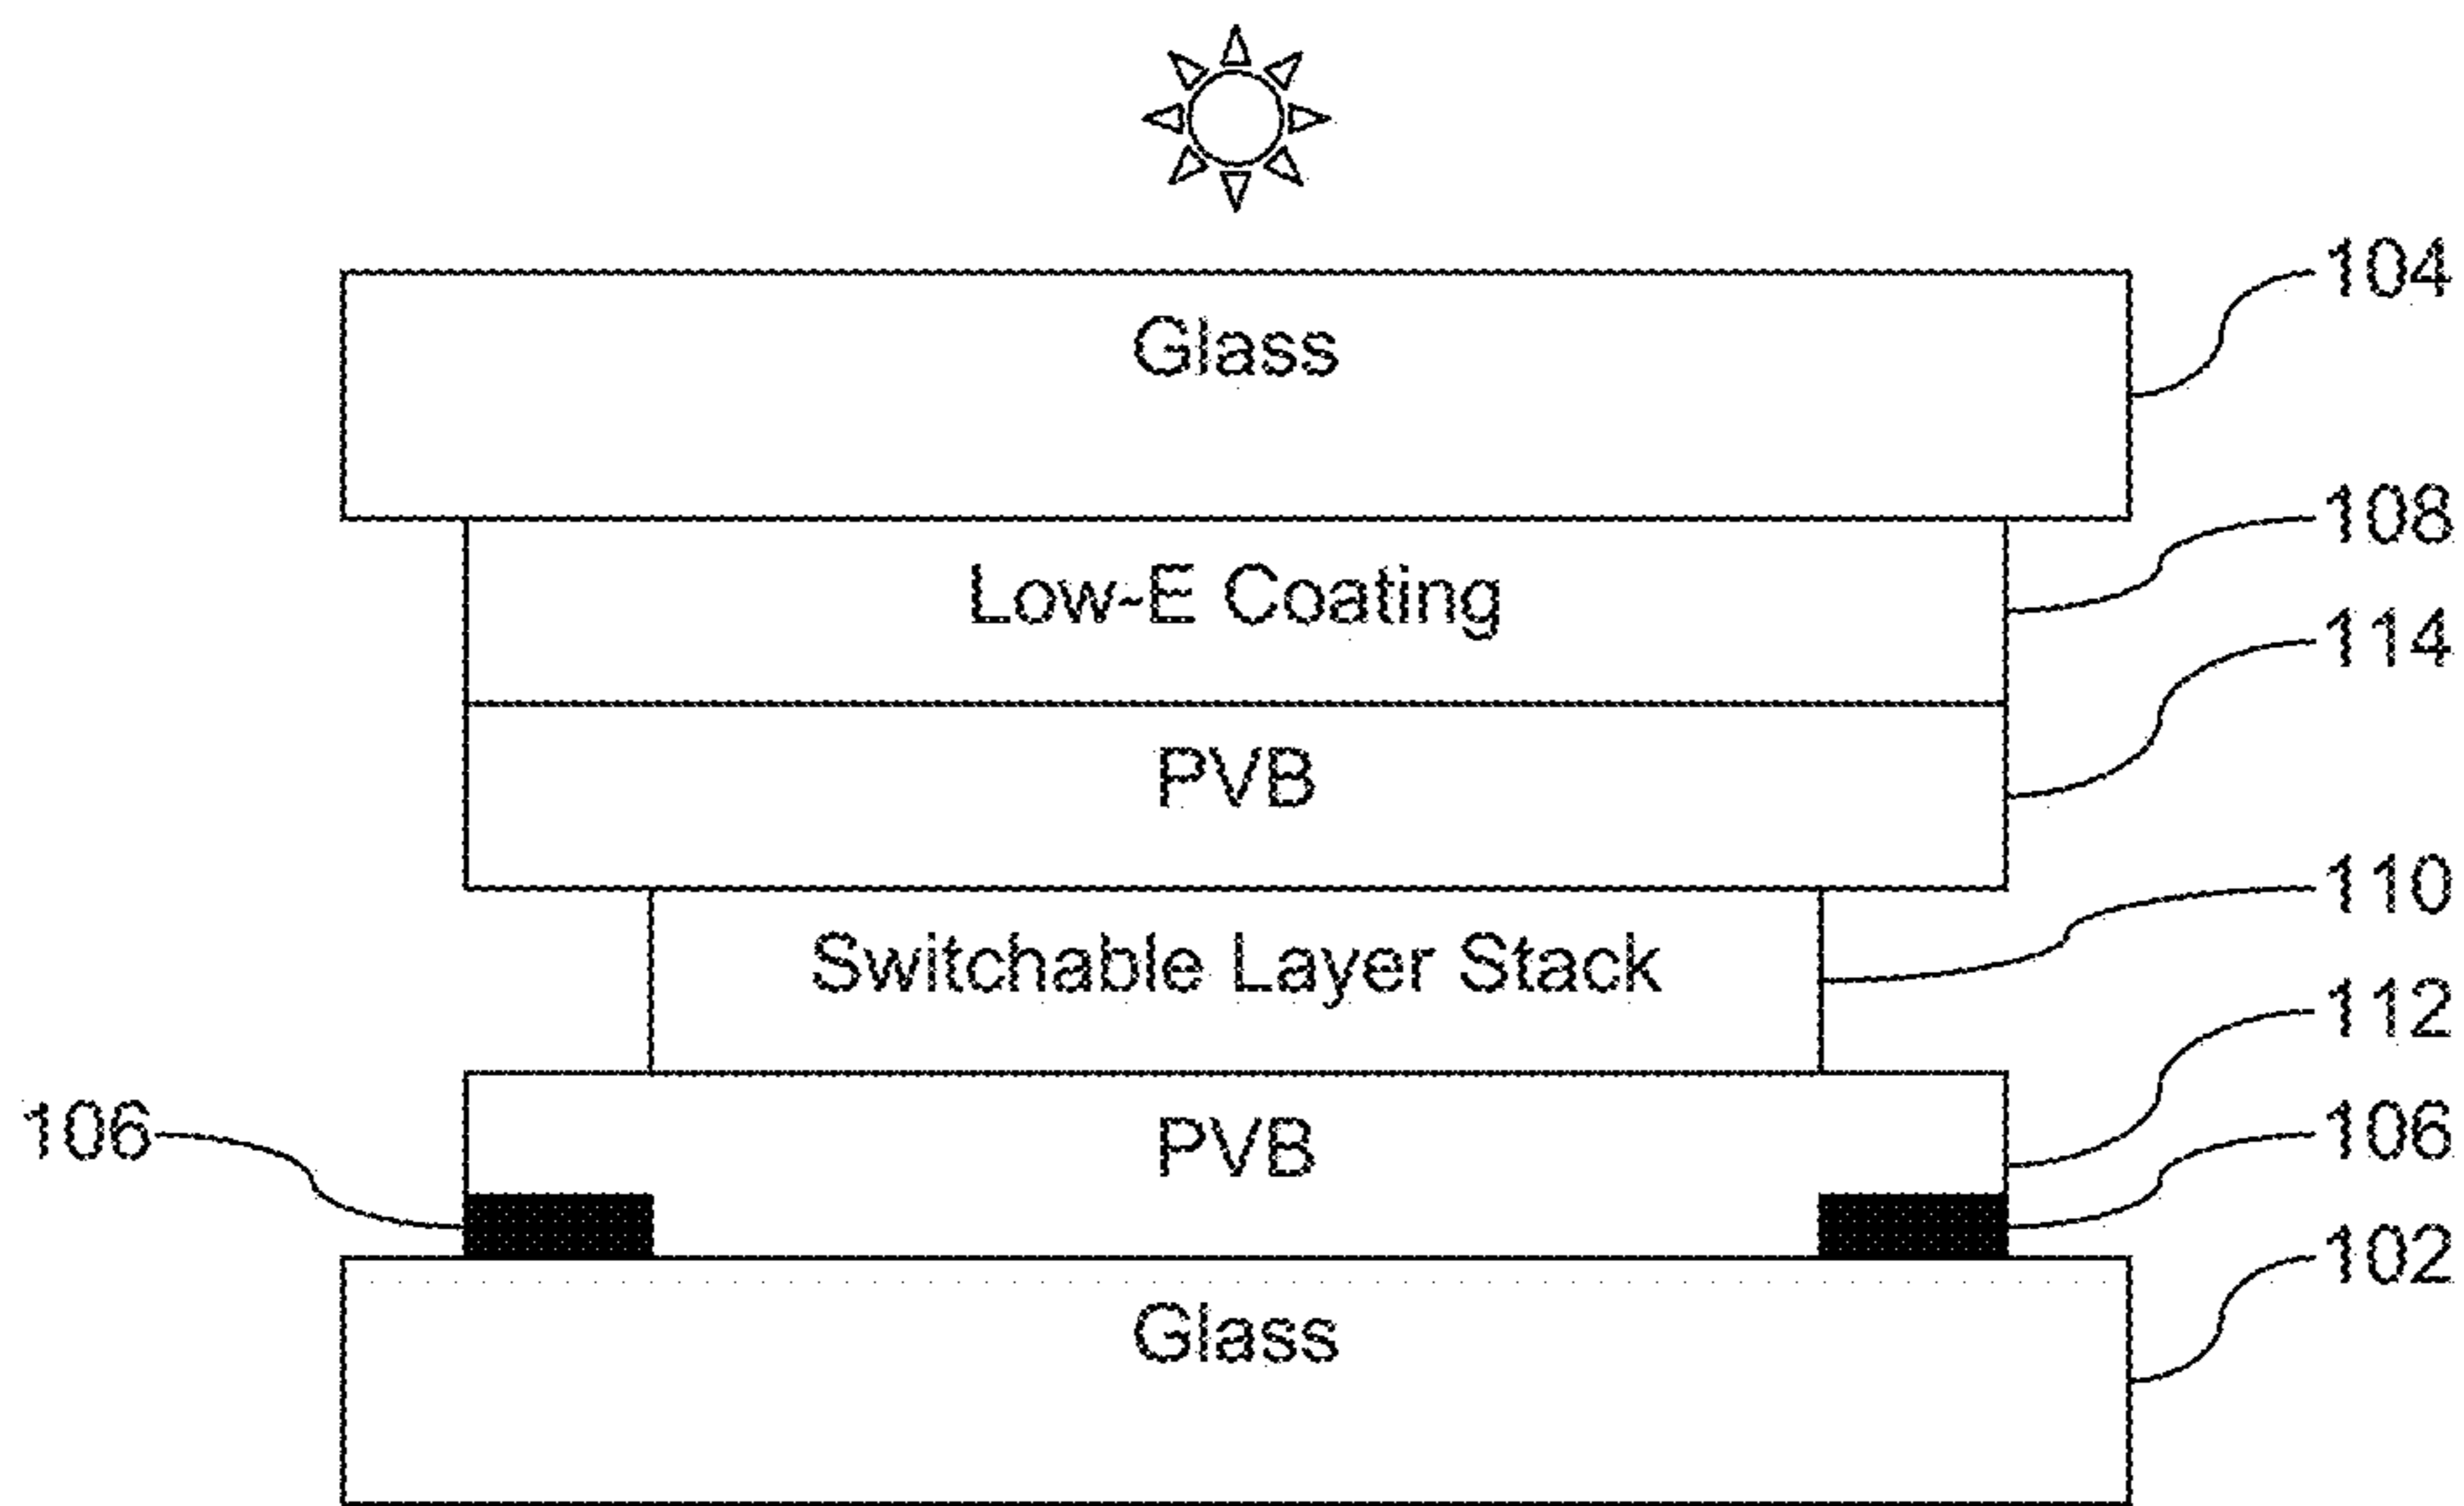 104
Glass
108
Low-E Coating
114
PVB
110
Switchable Layer Stack
112
PVB
106
106
102
Glass